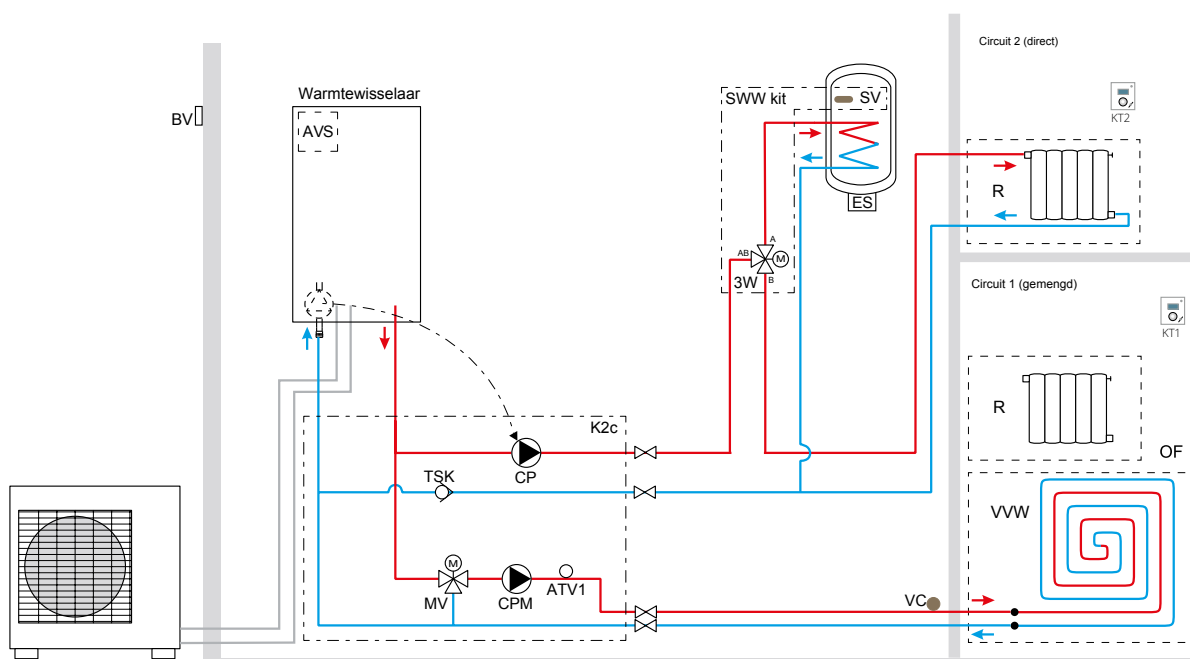 Circuit 2 (direct)
Warmtewisselaar
SWW kit
SV
BV
AVS
KT2
R
ES
A
AB
M
3W
B
Circuit 1 (gemengd)
KT1
R
K2c
OF
TSK
CP
VVW
M
MV
CPM
ATV1
VC